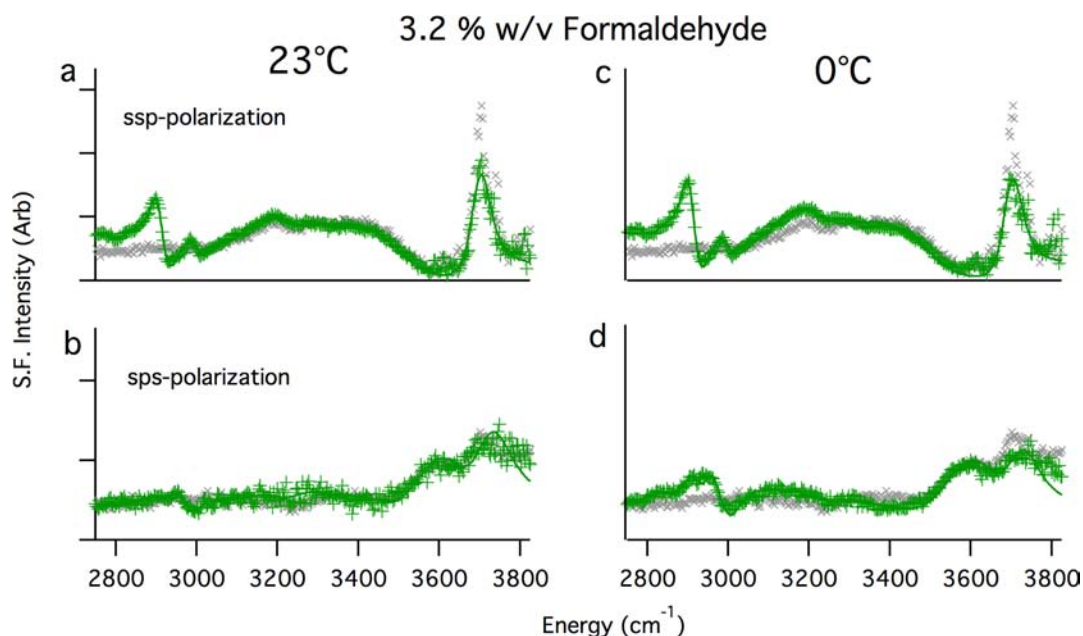 3.2 % w/v Formaldehyde
23°C
0°C
a
ssp-polarization
c
S.F. Intensity (Arb)
b
sps-polarization
d
2800 3000 3200 3400 3600 3800
2800 3000 3200 3400 3600 3800
Energy (cm⁻¹)